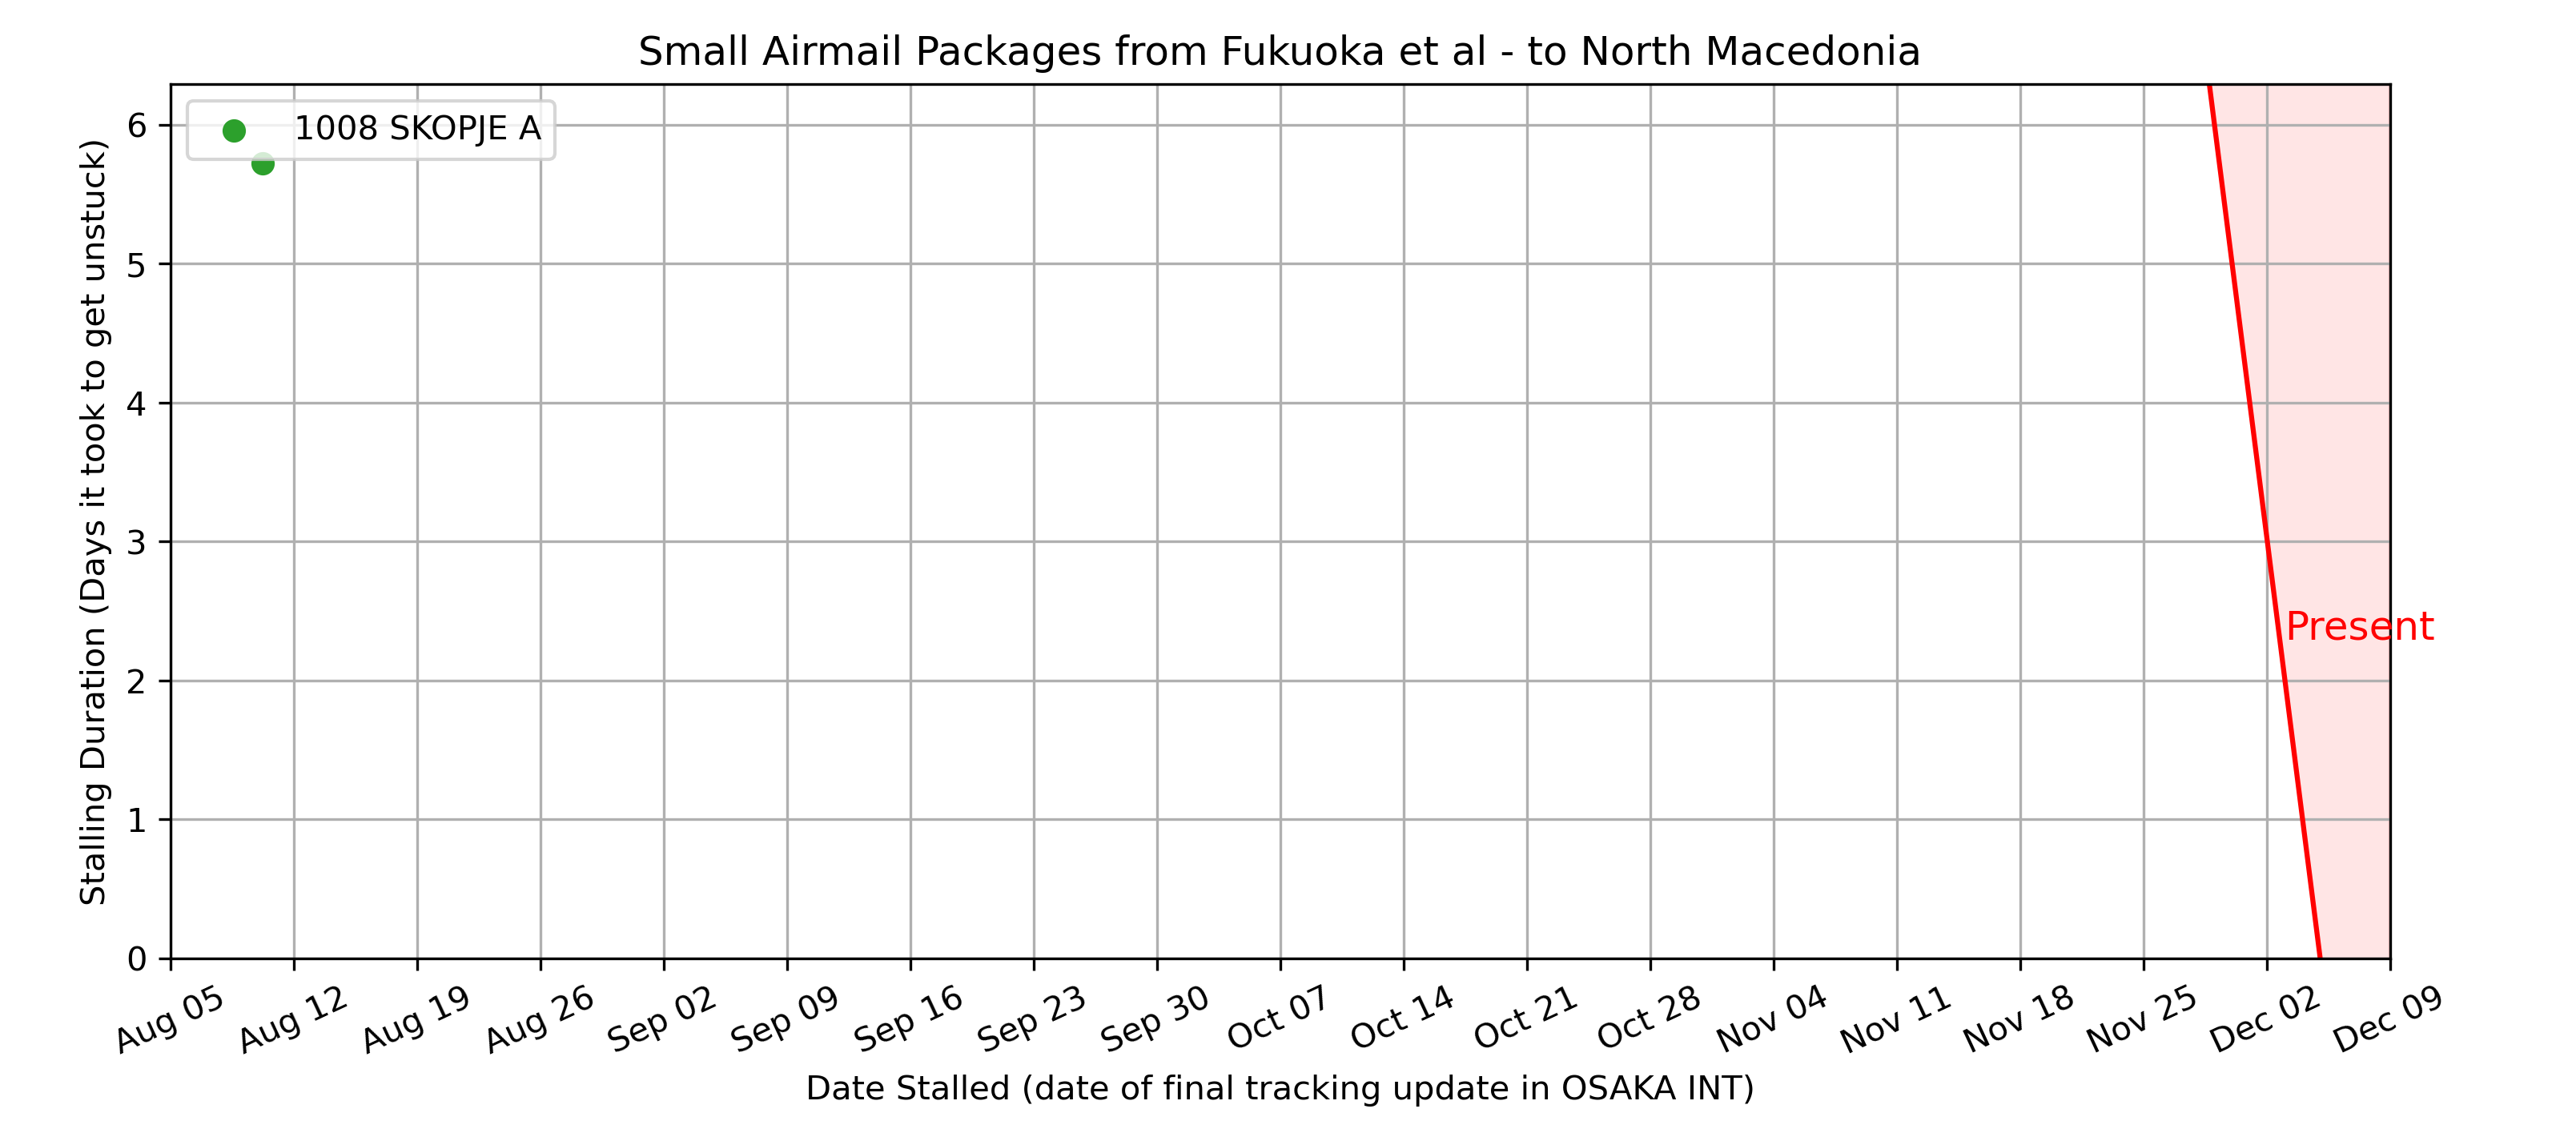 Small Airmail Packages from Fukuoka et al - to North Macedonia
1008 SKOPJE A
Stalling Duration (Days it took to get unstuck)
6
5
4
3
2
1
0
Present
Aug 05
Aug 12
Aug 19
Aug 26
Sep 02
Sep 09
Sep 16
Sep 23
Sep 30
Oct 07
Oct 14
Oct 21
Oct 28
Nov 04
Nov 11
Nov 18
Nov 25
Dec 02
Dec 09
Date Stalled (date of final tracking update in OSAKA INT)